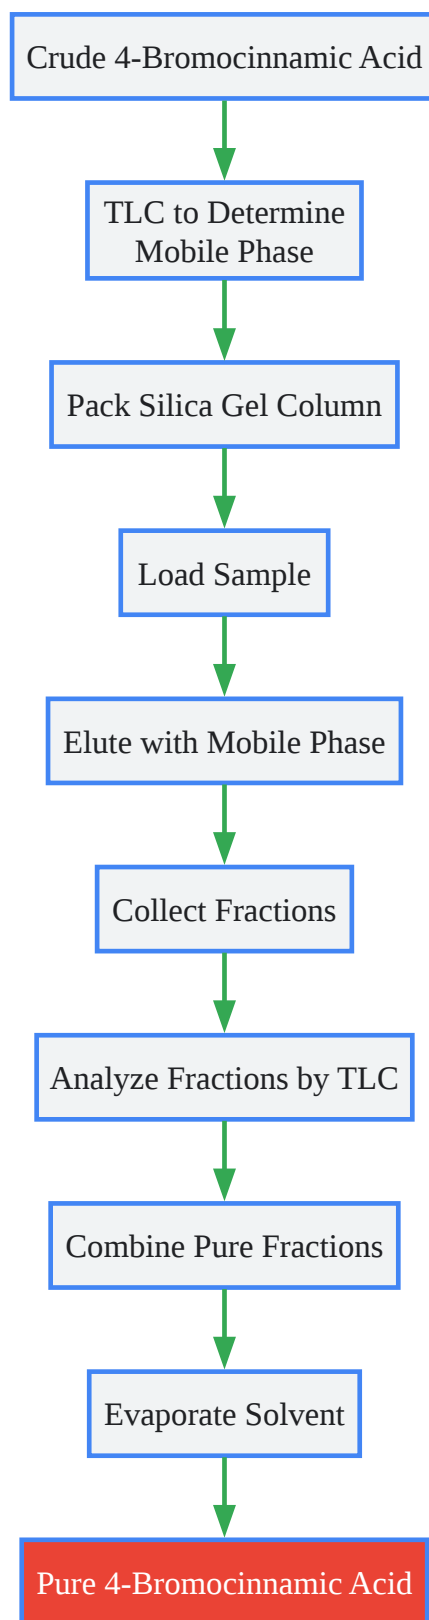 Crude 4-Bromocinnamic Acid
TLC to Determine
Mobile Phase
Pack Silica Gel Column
Load Sample
Elute with Mobile Phase
Collect Fractions
Analyze Fractions by TLC
Combine Pure Fractions
Evaporate Solvent
Pure 4-Bromocinnamic Acid